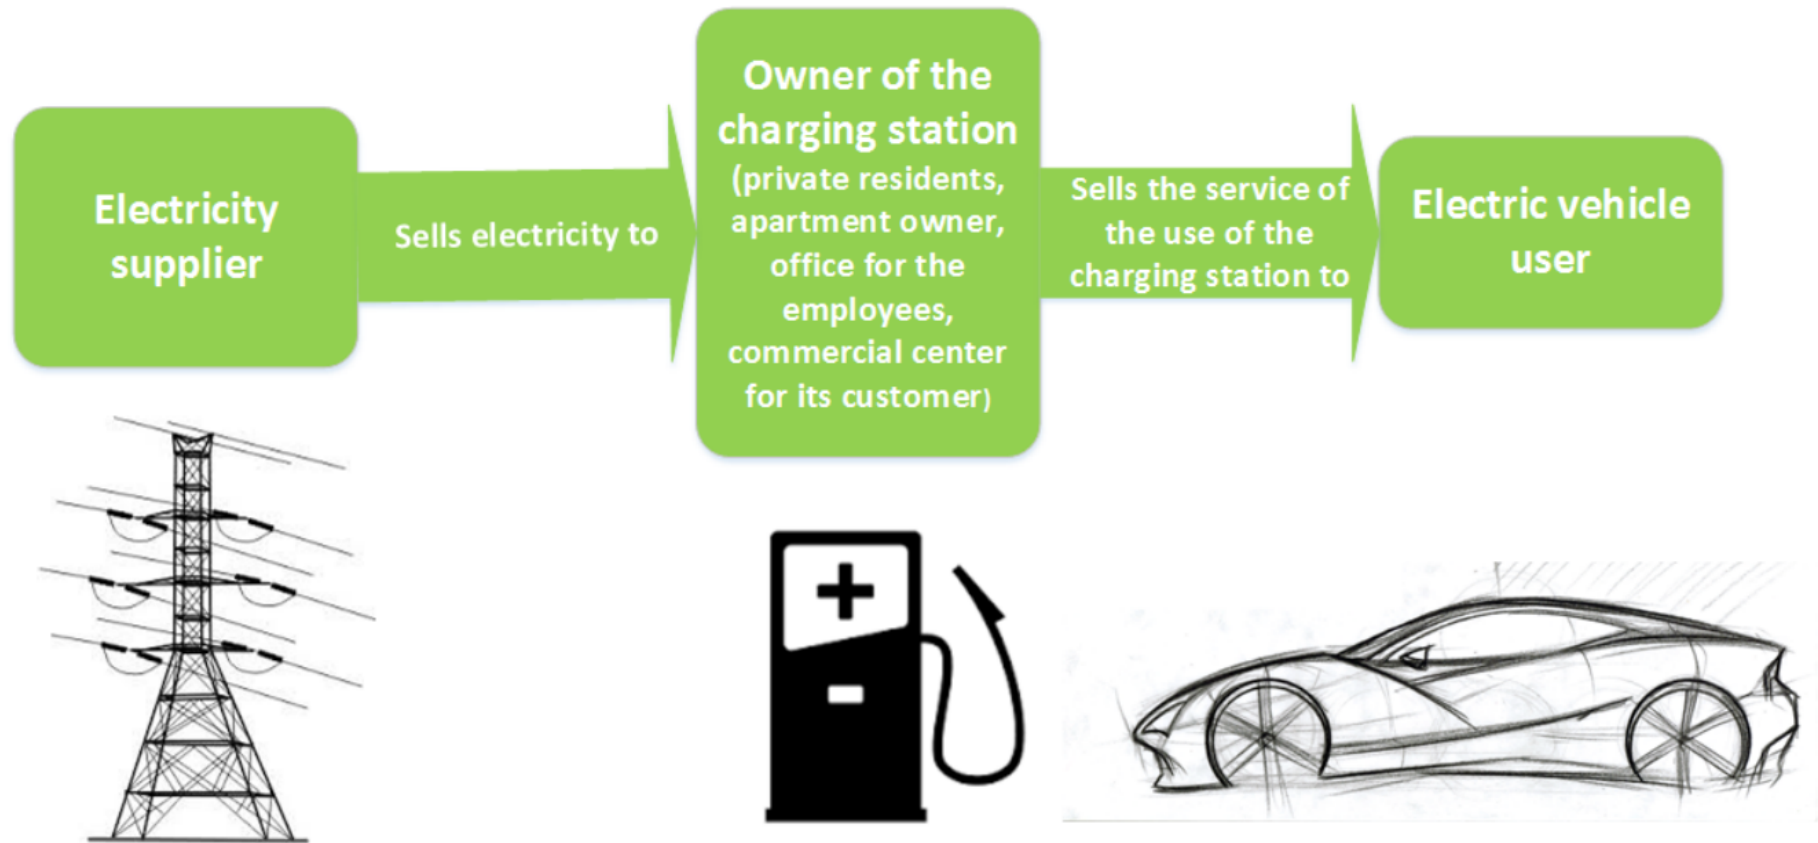 Electricity
supplier
Sells electricity to
Owner of the
charging station
(private residents,
apartment owner,
office for the
employees,
commercial center
for its customer)
Sells the service of
the use of the
charging station to
Electric vehicle
user